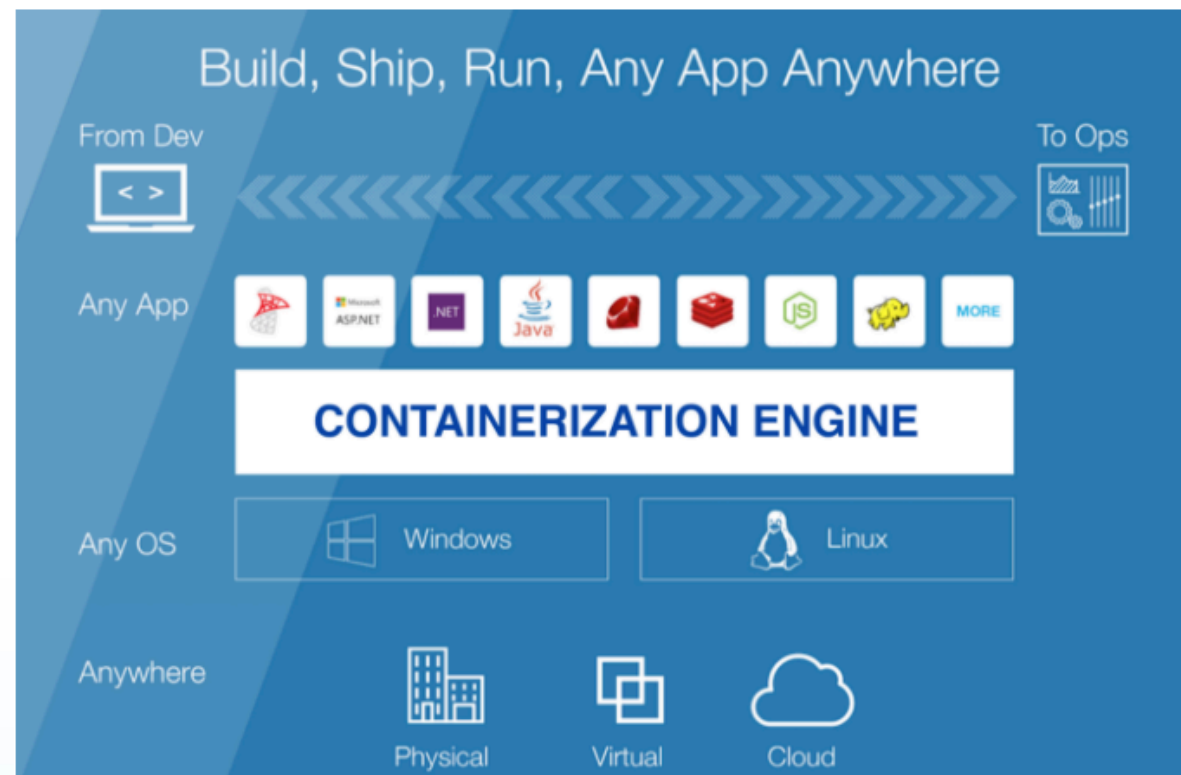 Build, Ship, Run, Any App Anywhere
From Dev
To Ops
< >
Any App
Microsoft
ASP.NET
.NET
Java
JS
MORE
CONTAINERIZATION ENGINE
Any OS
Windows
Linux
Anywhere
Physical
Virtual
Cloud